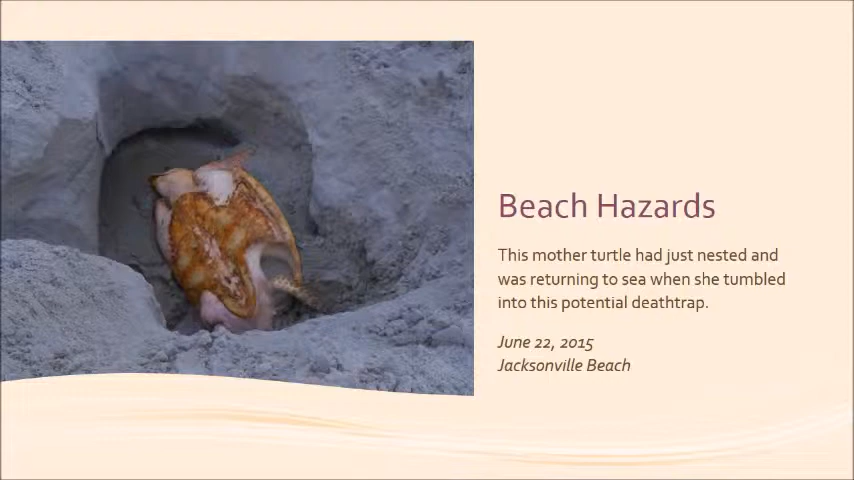 Beach Hazards
This mother turtle had just nested and
was returning to sea when she tumbled
into this potential deathtrap.
June 22, 2015
Jacksonville Beach